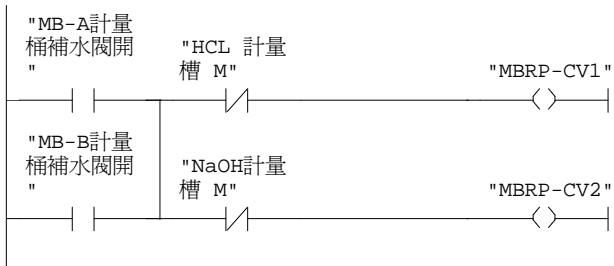 "MB-A計量
桶補水閥開
"
"HCL 計量
槽 M"
"MBRP-CV1"
"MB-B計量
桶補水閥開
"
"NaOH計量
槽 M"
"MBRP-CV2"